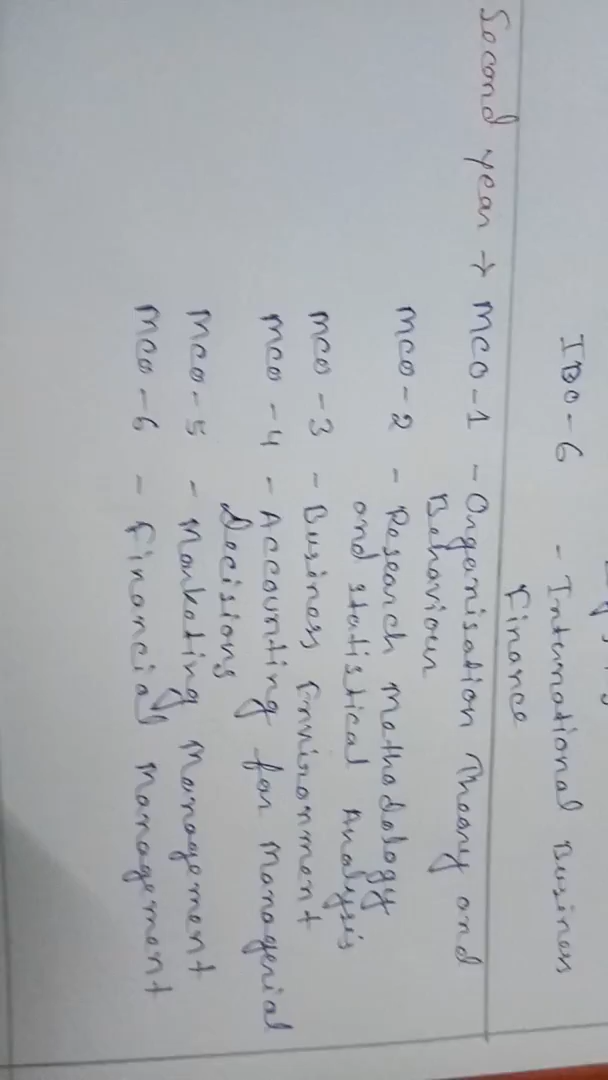 IBO-6 - International Business
Finance
Second year → MCO-1 - Organisation Theory and
Behaviour
MCO-2 - Research Methodology
and Statistical Analysis
MCO-3 - Business Environment
MCO-4 - Accounting for Managerial
Decisions
MCO-5 - Marketing Management
MCO-6 - Financial Management